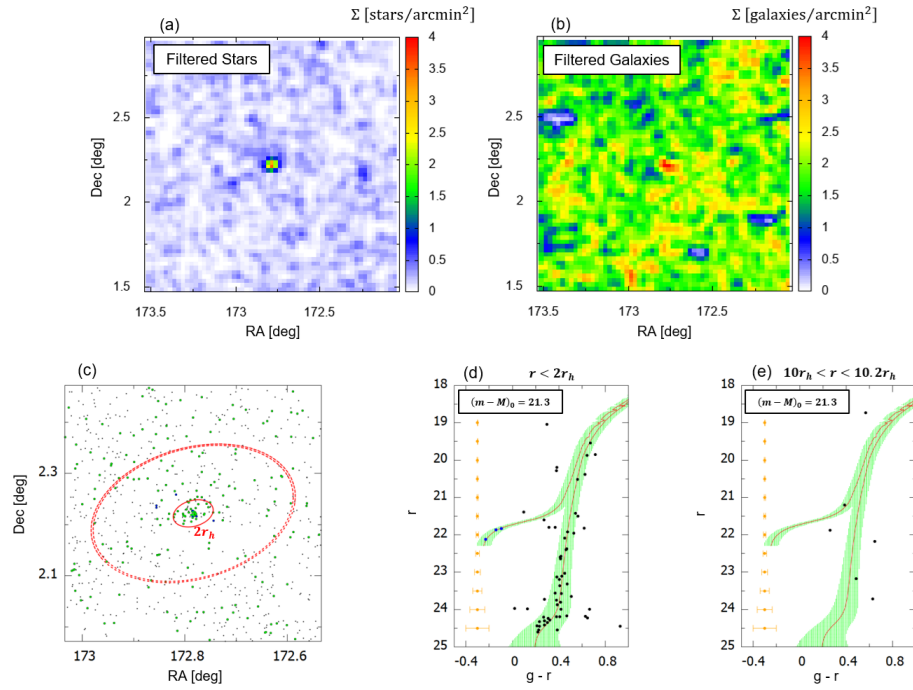 (a)
Σ [stars/arcmin²]
Filtered Stars
Dec [deg]
2.5
2
1.5
173.5
173
172.5
RA [deg]
4
3.5
3
2.5
2
1.5
1
0.5
0
(b)
Σ [galaxies/arcmin²]
Filtered Galaxies
Dec [deg]
2.5
2
1.5
173.5
173
172.5
RA [deg]
4
3.5
3
2.5
2
1.5
1
0.5
0
(c)
Dec [deg]
2.3
2.1
2r_h
173
172.8
172.6
RA [deg]
(d)
r < 2r_h
(m − M)₀ = 21.3
r
18
19
20
21
22
23
24
25
-0.4
0
0.4
0.8
g - r
(e)
10r_h < r < 10.2r_h
(m − M)₀ = 21.3
r
18
19
20
21
22
23
24
25
-0.4
0
0.4
0.8
g - r